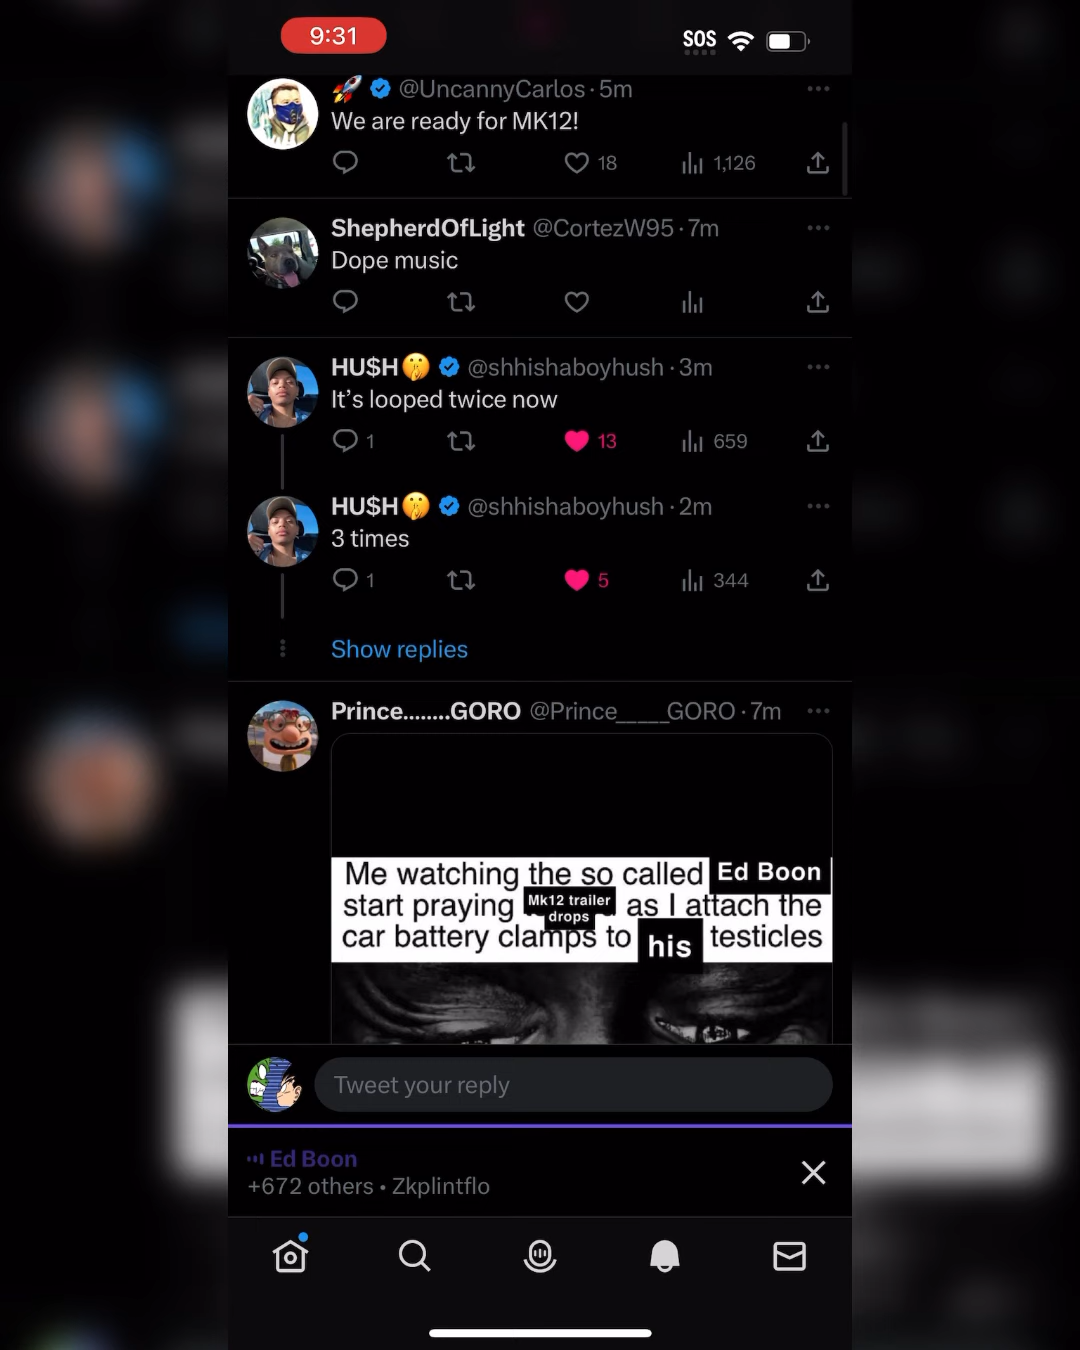 9:31 SOS
🚀 @UncannyCarlos · 5m
We are ready for MK12!
18 1,126
ShepherdOfLight @CortezW95 · 7m
Dope music
HU$H🤫 @shhishaboyhush · 3m
It’s looped twice now
1 13 659
HU$H🤫 @shhishaboyhush · 2m
3 times
1 5 344
Show replies
Prince........GORO @Prince_____GORO · 7m
Me watching the so called Ed Boon
start praying Mk12 trailer drops as I attach the
car battery clamps to his testicles
Tweet your reply
Ed Boon
+672 others • Zkplintflo